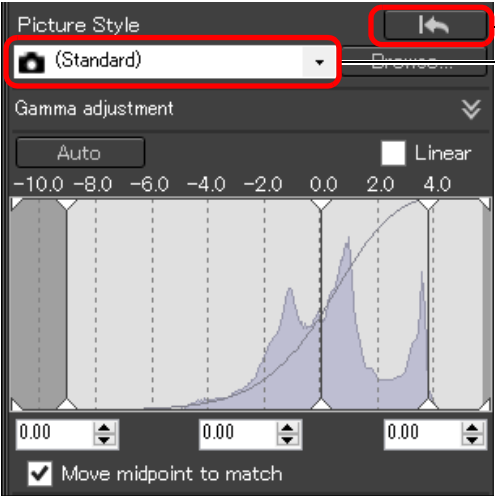 Picture Style
(Standard)
Browse...
Gamma adjustment
Auto
Linear
-10.0 -8.0 -6.0 -4.0 -2.0 0.0 2.0 4.0
0.00 0.00 0.00
Move midpoint to match